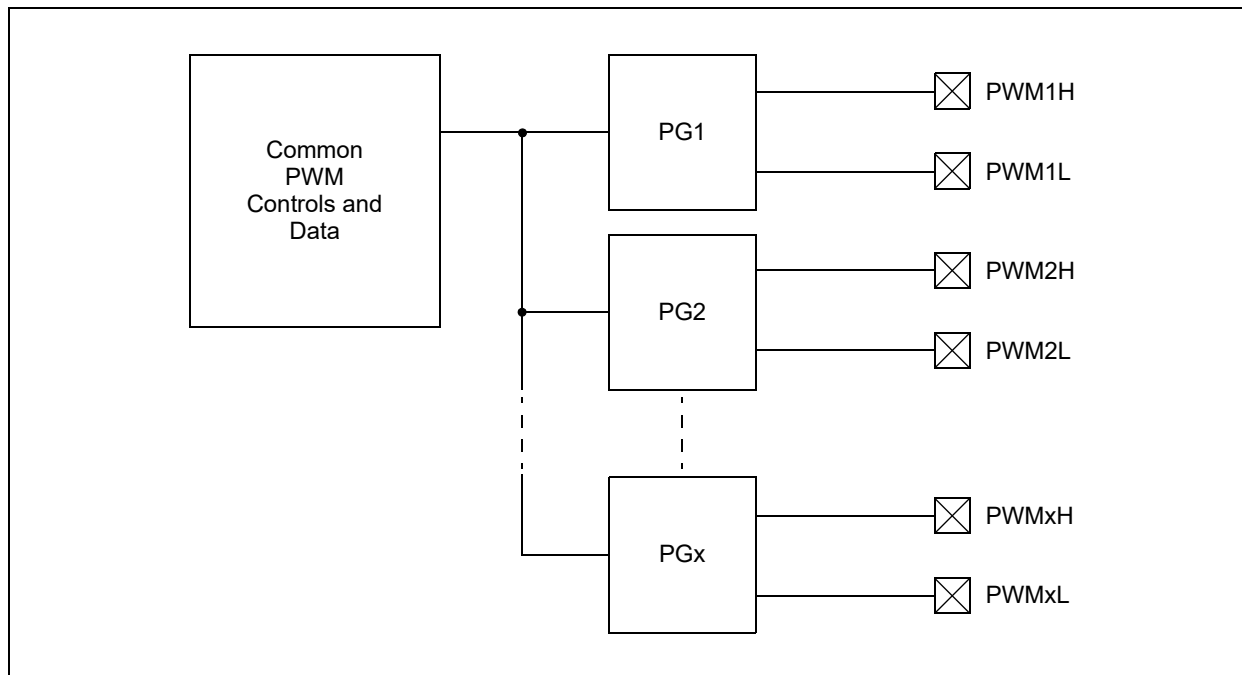 Common
PWM
Controls and
Data
PG1
PWM1H
PWM1L
PG2
PWM2H
PWM2L
PGx
PWMxH
PWMxL